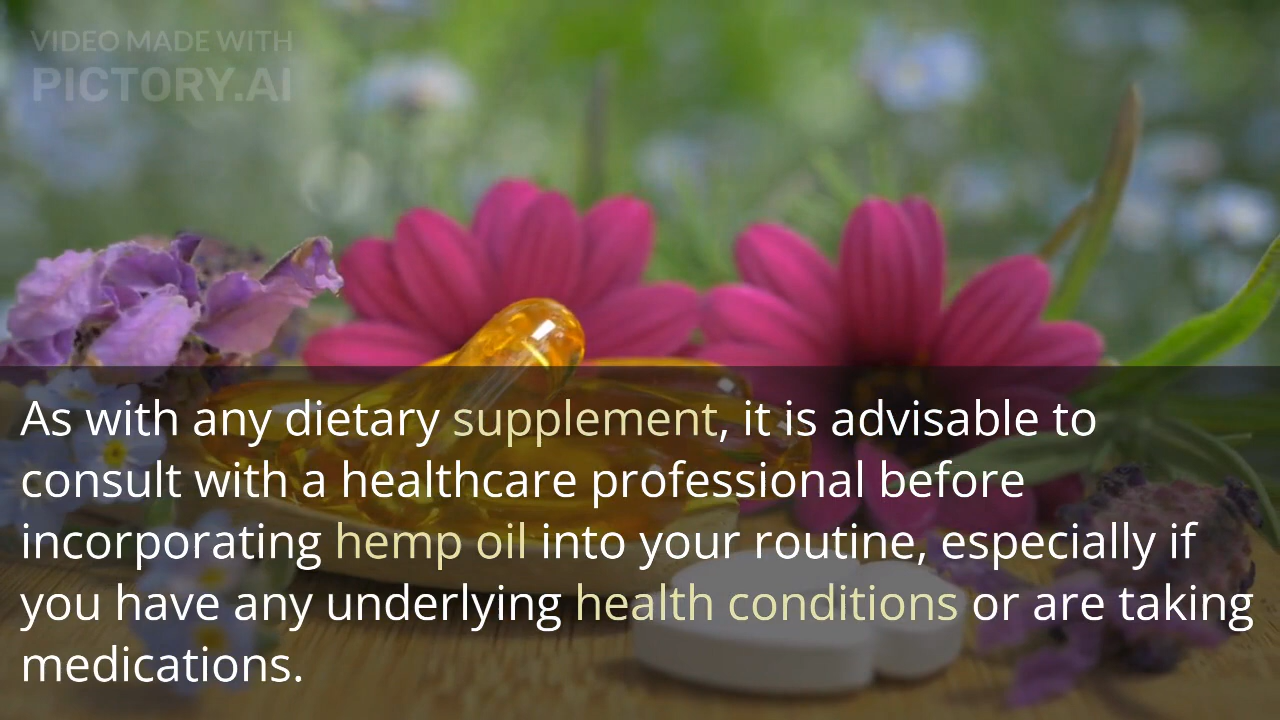 VIDEO MADE WITH
PICTORY.AI
As with any dietary supplement, it is advisable to
consult with a healthcare professional before
incorporating hemp oil into your routine, especially if
you have any underlying health conditions or are taking
medications.